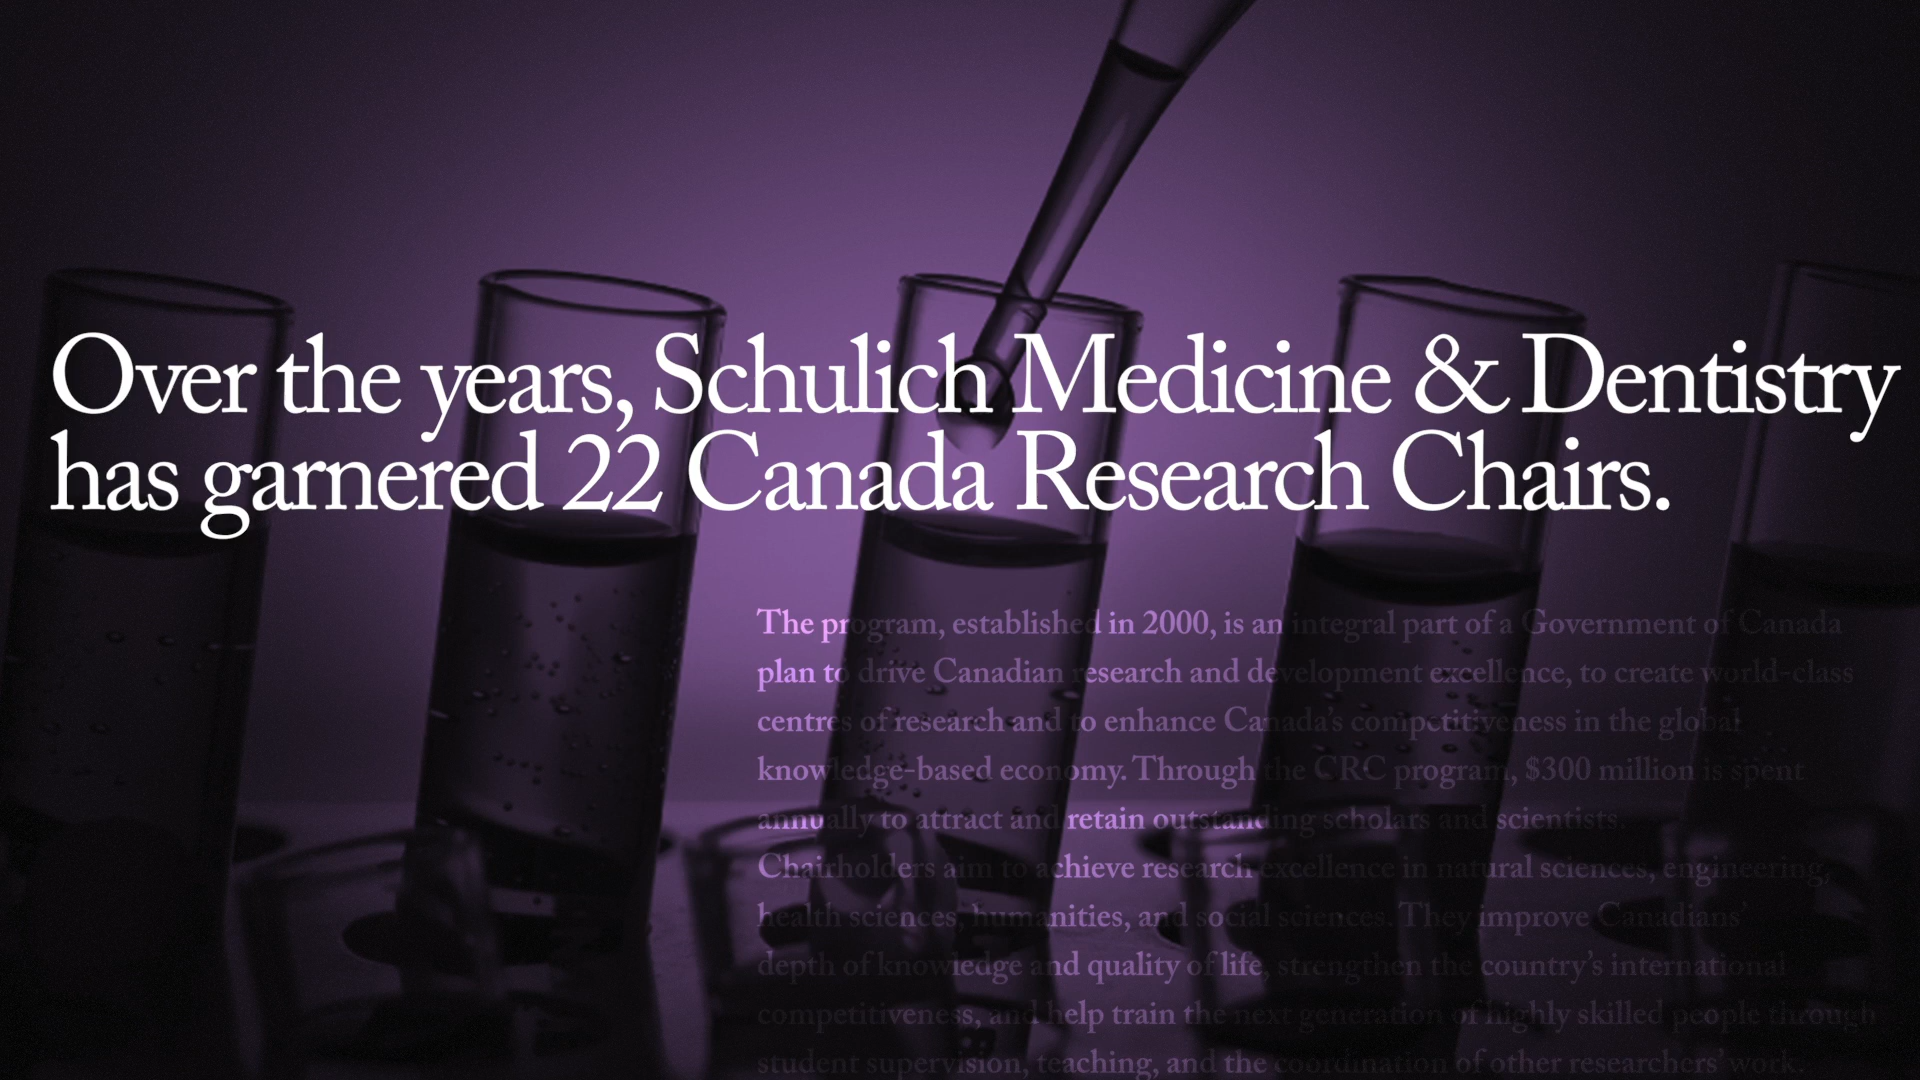 Over the years, Schulich Medicine & Dentistry
has garnered 22 Canada Research Chairs.
The program, established in 2000, is an integral part of a Government of Canada
plan to drive Canadian research and development excellence, to create world-class
centres of research and to enhance Canada's competitiveness in the global
knowledge-based economy. Through the CRC program, $300 million is spent
annually to attract and retain outstanding scholars and scientists.
Chairholders aim to achieve research excellence in natural sciences, engineering,
health sciences, humanities, and social sciences. They improve Canadians'
depth of knowledge and quality of life, strengthen the country's international
competitiveness, and help train the next generation of highly skilled people through
student supervision, teaching, and the coordination of other researchers' work.